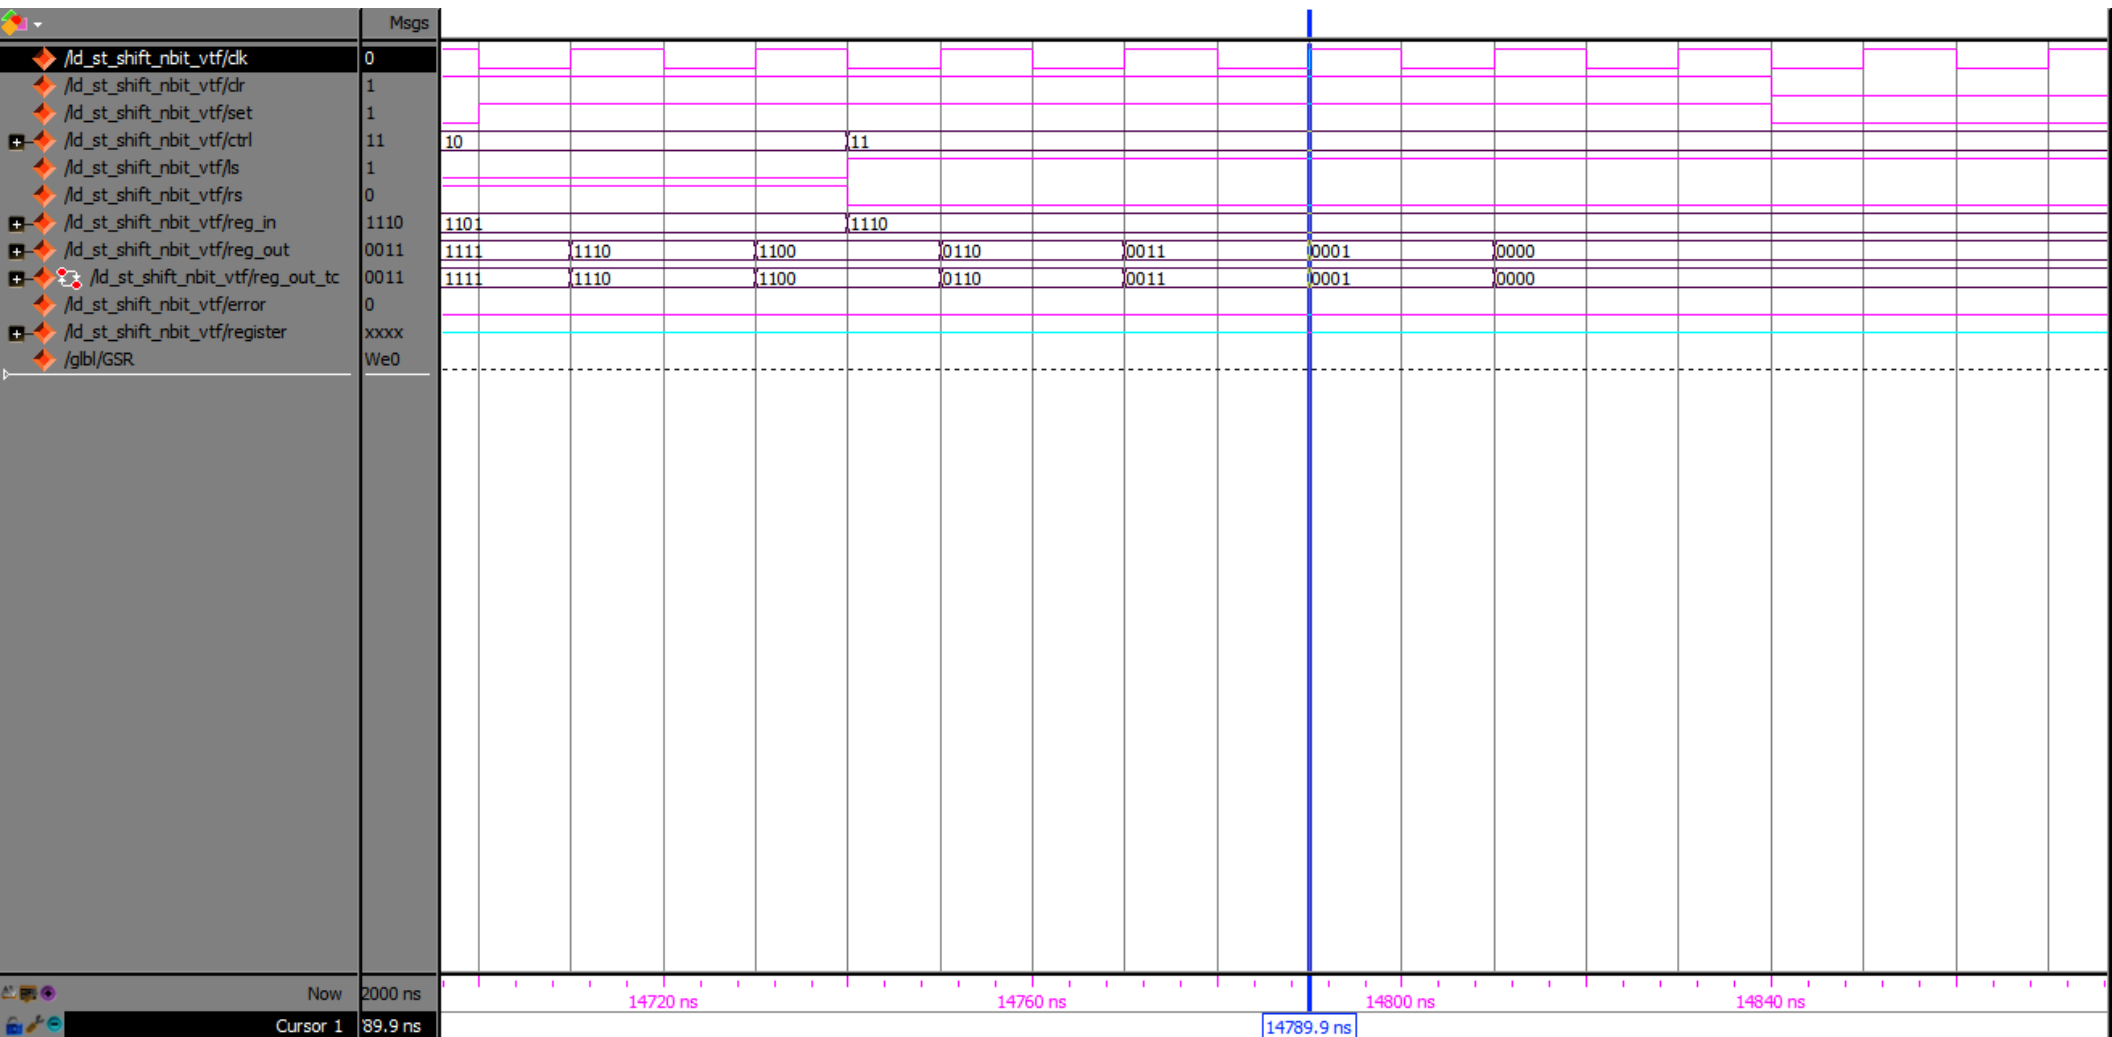 Msgs
/ld_st_shift_nbit_vtf/clk 0
/ld_st_shift_nbit_vtf/clr 1
/ld_st_shift_nbit_vtf/set 1
/ld_st_shift_nbit_vtf/ctrl 11 10 11
/ld_st_shift_nbit_vtf/ls 1
/ld_st_shift_nbit_vtf/rs 0
/ld_st_shift_nbit_vtf/reg_in 1110 1101 1110
/ld_st_shift_nbit_vtf/reg_out 0011 1111 1110 1100 0110 0011 0001 0000
/ld_st_shift_nbit_vtf/reg_out_tc 0011 1111 1110 1100 0110 0011 0001 0000
/ld_st_shift_nbit_vtf/error 0
/ld_st_shift_nbit_vtf/register xxxx
/glbl/GSR We0
Now 2000 ns 14720 ns 14760 ns 14800 ns 14840 ns
Cursor 1 89.9 ns 14789.9 ns